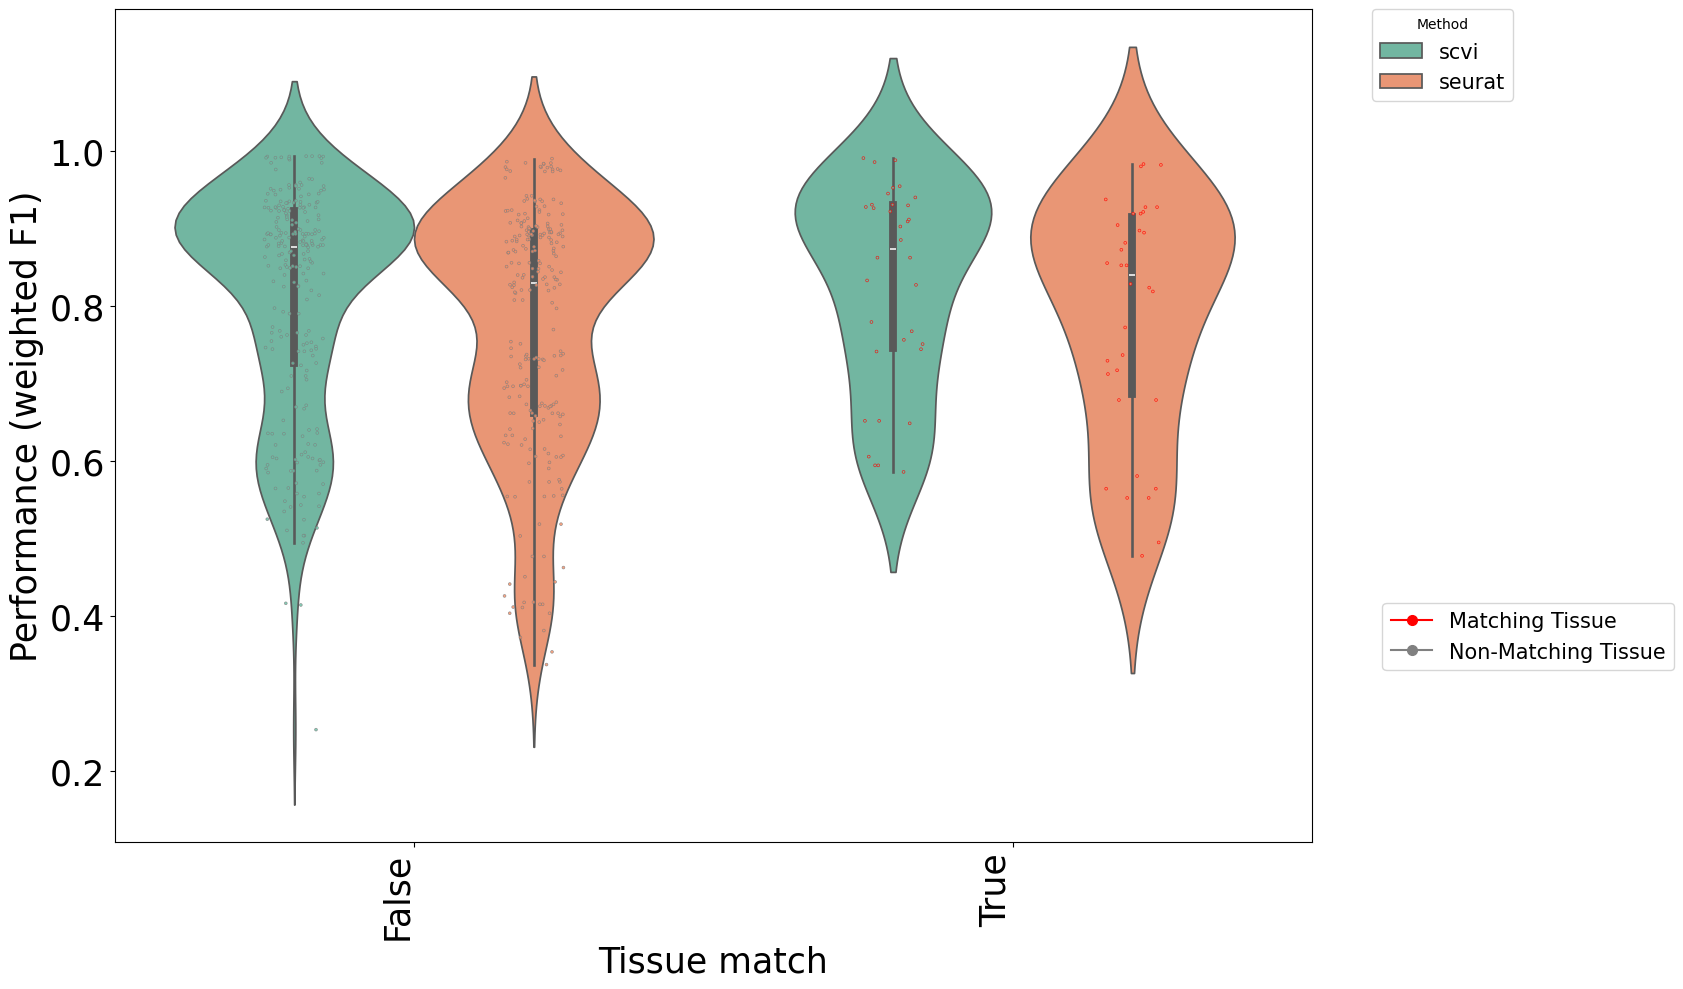 Performance (weighted F1)
1.0
0.8
0.6
0.4
0.2
False
True
Tissue match
Method
scvi
seurat
Matching Tissue
Non-Matching Tissue